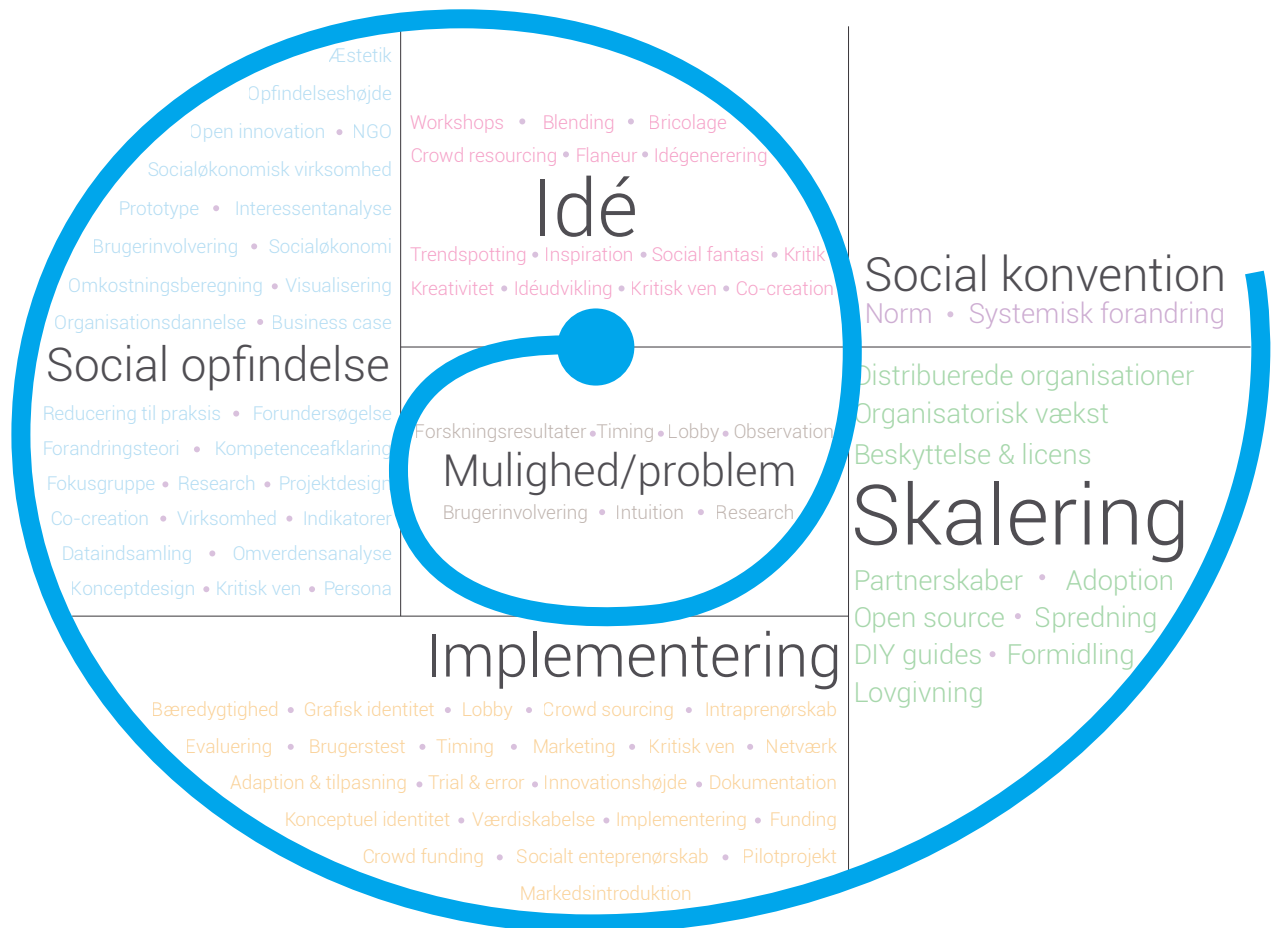 Æstetik
Opfindelseshøjde
Open innovation • NGO
Socialøkonomisk virksomhed
Prototype • Interessentanalyse
Brugerinvolvering • Socialøkonomi
Omkostningsberegning • Visualisering
Organisationsdannelse • Business case
Social opfindelse
Reducering til praksis • Forundersøgelse
Forandringsteori • Kompetenceafklaring
Fokusgruppe • Research • Projektdesign
Co-creation • Virksomhed • Indikatorer
Dataindsamling • Omverdensanalyse
Konceptdesign • Kritisk ven • Persona
Workshops • Blending • Bricolage
Crowd resourcing • Flaneur • Idégenerering
Idé
Trendspotting • Inspiration • Social fantasi • Kritik
Kreativitet • Idéudvikling • Kritisk ven • Co-creation
Forskningsresultater • Timing • Lobby • Observation
Mulighed/problem
Brugerinvolvering • Intuition • Research
Social konvention
Norm • Systemisk forandring
Distribuerede organisationer
Organisatorisk vækst
Beskyttelse & licens
Skalering
Partnerskaber • Adoption
Open source • Spredning
DIY guides • Formidling
Lovgivning
Implementering
Bæredygtighed • Grafisk identitet • Lobby • Crowd sourcing • Intraprenørskab
Evaluering • Brugerstest • Timing • Marketing • Kritisk ven • Netværk
Adaption & tilpasning • Trial & error • Innovationshøjde • Dokumentation
Konceptuel identitet • Værdiskabelse • Implementering • Funding
Crowd funding • Socialt enteprenørskab • Pilotprojekt
Markedsintroduktion